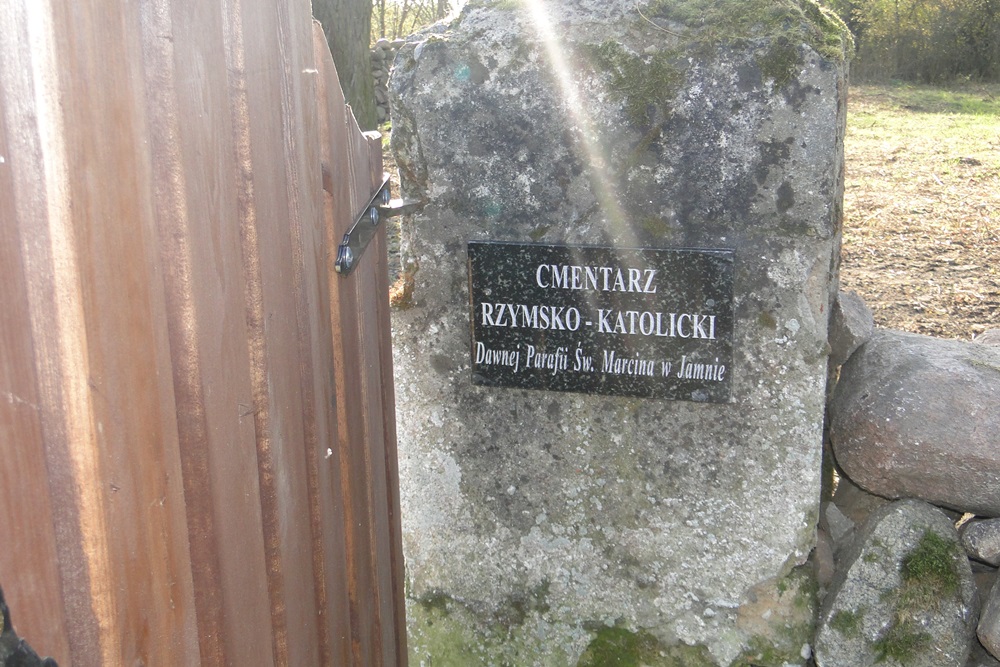 CMENTARZ
RZYMSKO - KATOLICKI
Dawnej Parafii Św. Marcina w Jamnie